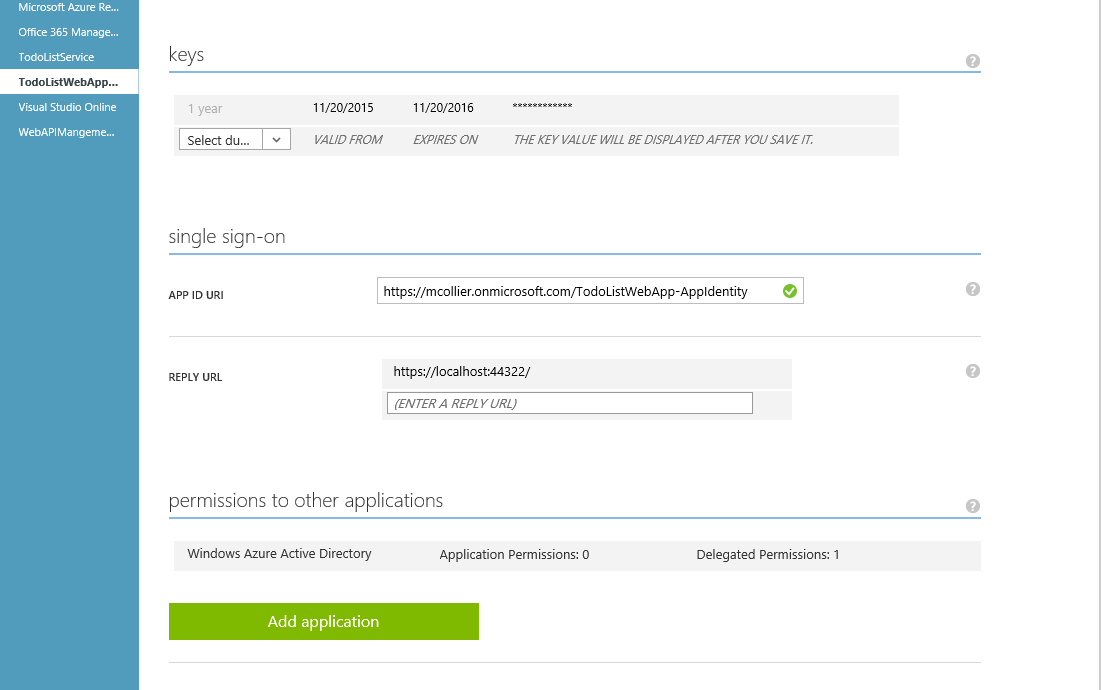 Microsoft Azure Re...
Office 365 Manage...
TodoListService
TodoListWebApp...
Visual Studio Online
WebAPIMangeme...
keys
?
1 year 11/20/2015 11/20/2016 ************
Select du... VALID FROM EXPIRES ON THE KEY VALUE WILL BE DISPLAYED AFTER YOU SAVE IT.
single sign-on
APP ID URI https://mcollier.onmicrosoft.com/TodoListWebApp-AppIdentity ?
REPLY URL https://localhost:44322/ ?
(ENTER A REPLY URL)
permissions to other applications ?
Windows Azure Active Directory Application Permissions: 0 Delegated Permissions: 1
Add application